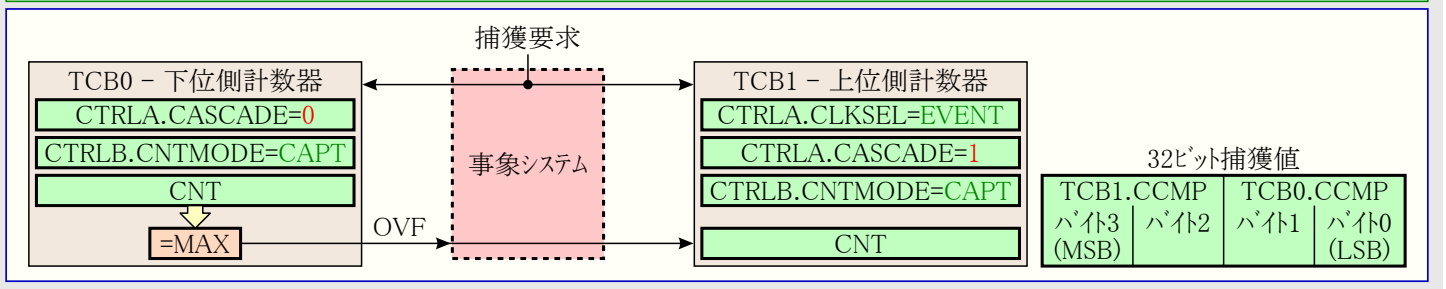 捕獲要求
TCB0 - 下位側計数器
CTRLA.CASCADE=0
CTRLB.CNTMODE=CAPT
CNT
=MAX
OVF
事象システム
TCB1 - 上位側計数器
CTRLA.CLKSEL=EVENT
CTRLA.CASCADE=1
CTRLB.CNTMODE=CAPT
CNT
32ビット捕獲値
TCB1.CCMP TCB0.CCMP
バイト3 バイト2 バイト1 バイト0
(MSB) (LSB)